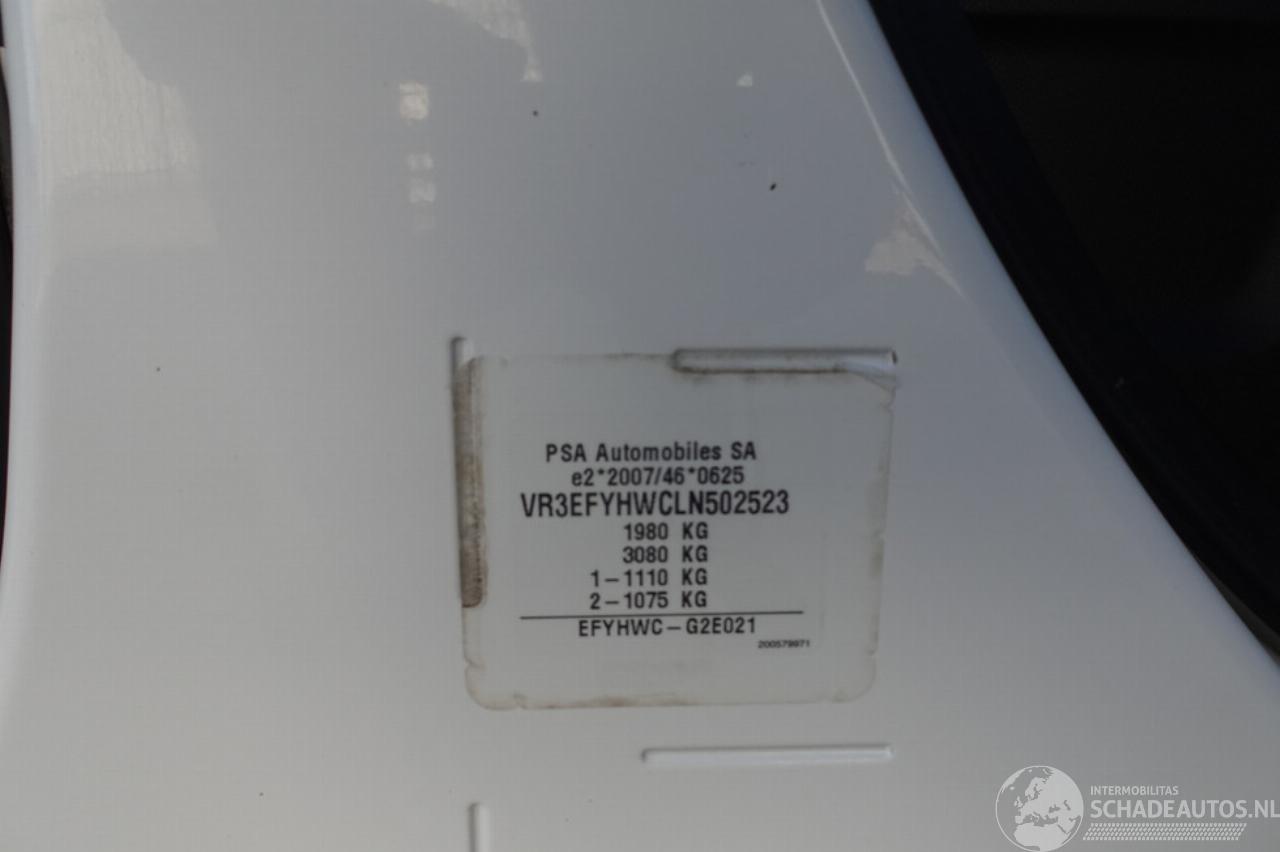 PSA Automobiles SA
e2*2007/46*0625
VR3EFYHWCLN502523
1980 KG
3080 KG
1-1110 KG
2-1075 KG
EFYHWC-G2E021
200579971
INTERMOBILITAS
SCHADEAUTOS.NL